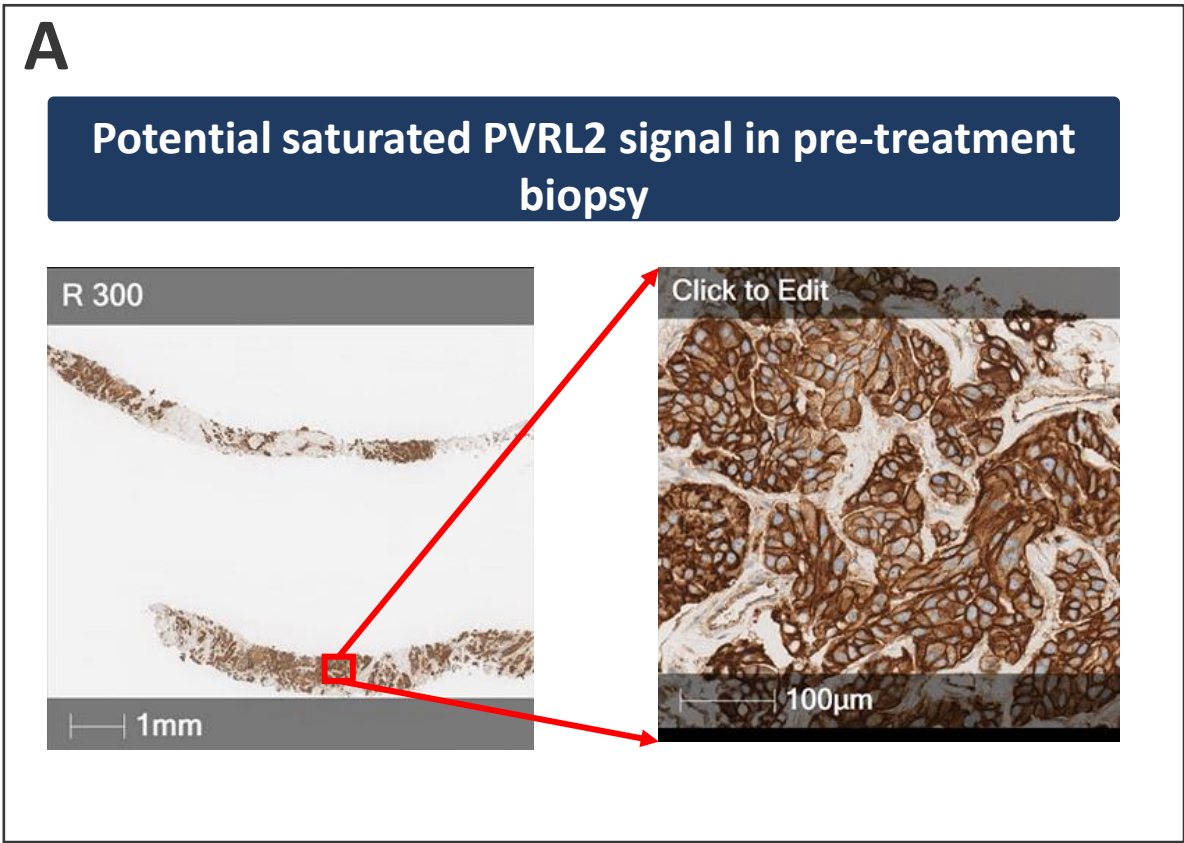 A
Potential saturated PVRL2 signal in pre-treatment
biopsy
R 300
Click to Edit
1mm
100μm